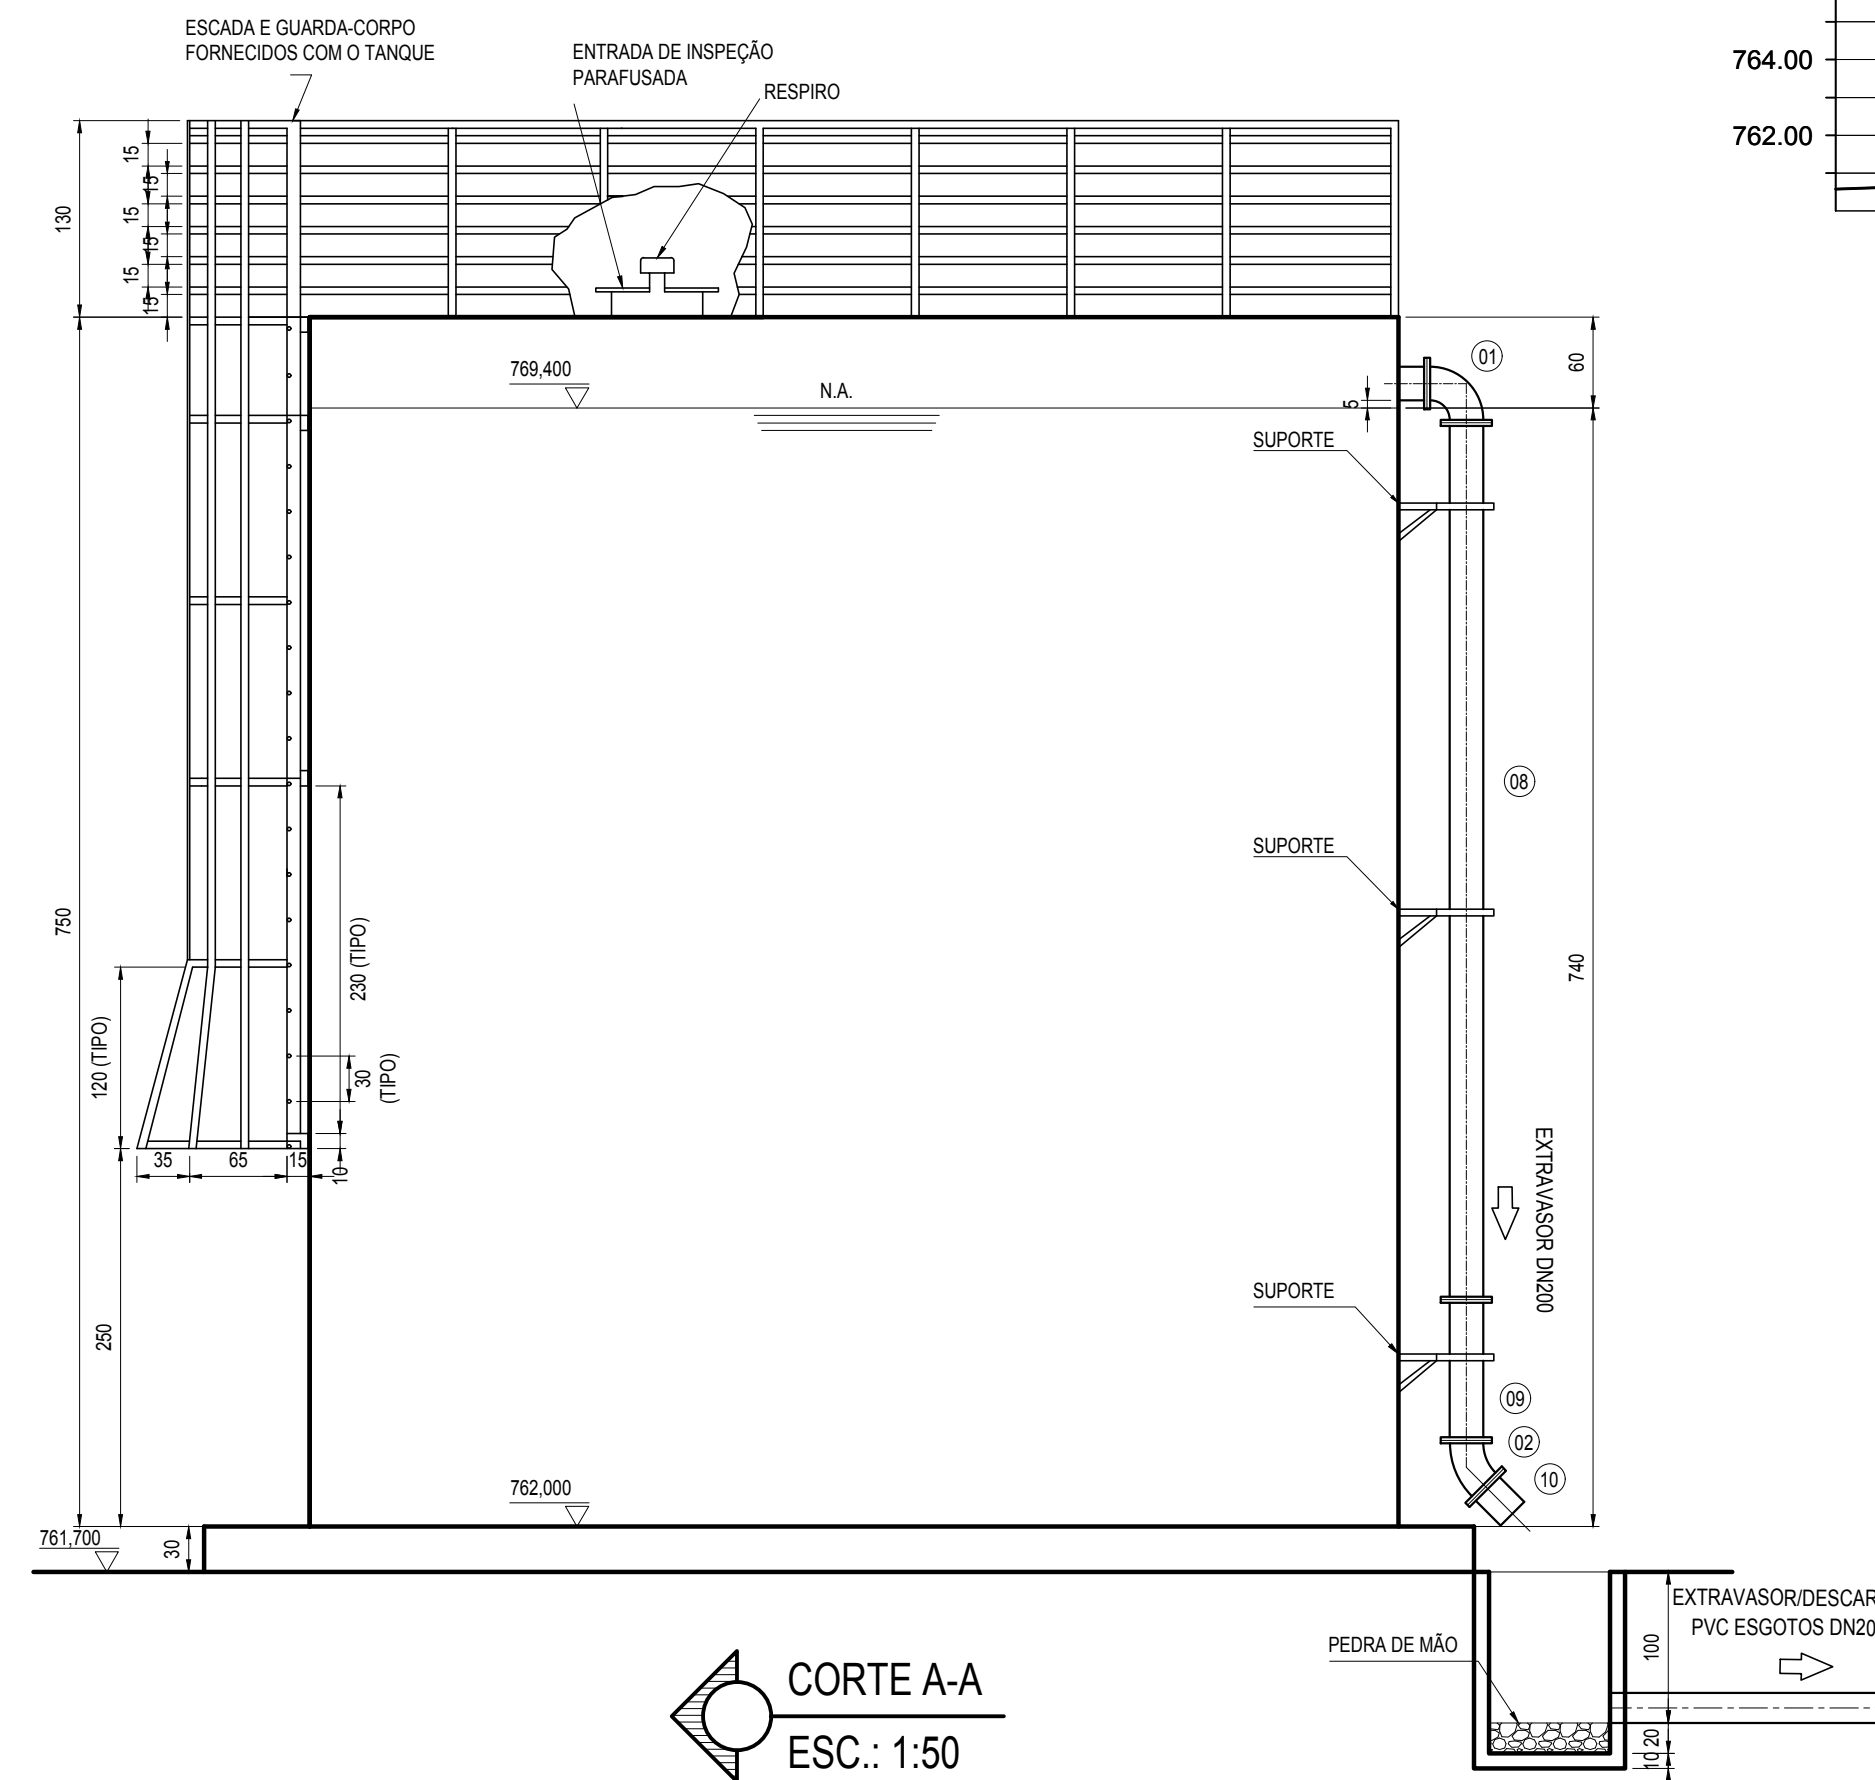 ESCADA E GUARDA-CORPO
FORNECIDOS COM O TANQUE
ENTRADA DE INSPEÇÃO
PARAFUSADA
RESPIRO
764.00
762.00
130
15
15
15
15
15
15
60
01
769,400
N.A.
5
SUPORTE
08
SUPORTE
750
230 (TIPO)
740
120 (TIPO)
30
(TIPO)
35
65
15
10
EXTRAVASOR DN200
SUPORTE
250
09
02
10
762,000
761,700
30
EXTRAVASOR/DESCAR
PVC ESGOTOS DN20
100
PEDRA DE MÃO
20
10
CORTE A-A
ESC.: 1:50